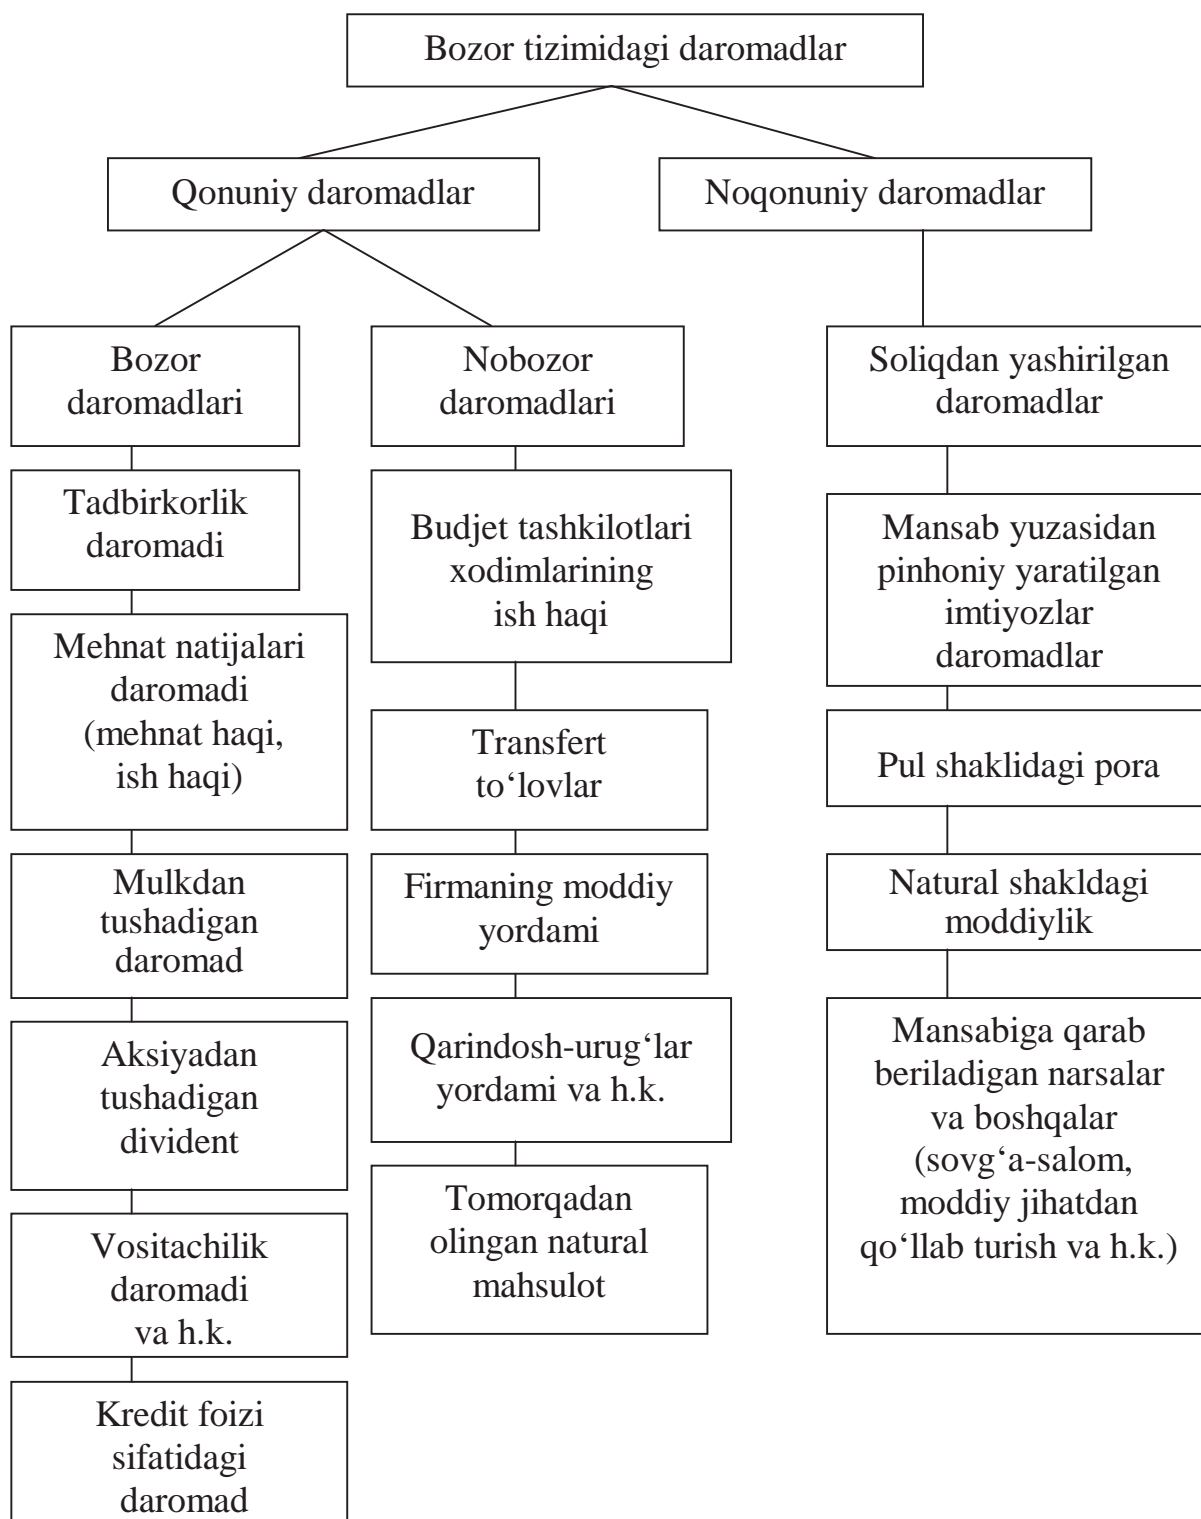 Bozor tizimidagi daromadlar
Qonuniy daromadlar
Noqonuniy daromadlar
Bozor
daromadlari
Tadbirkorlik
daromadi
Mehnat natijalari
daromadi
(mehnat haqi,
ish haqi)
Mulkdan
tushadigan
daromad
Aksiyadan
tushadigan
divident
Vositachilik
daromadi
va h.k.
Kredit foizi
sifatidagi
daromad
Nobozor
daromadlari
Budjet tashkilotlari
xodimlarining
ish haqi
Transfert
to‘lovlar
Firmaning moddiy
yordami
Qarindosh-urug‘lar
yordami va h.k.
Tomorqadan
olingan natural
mahsulot
Soliqdan yashirilgan
daromadlar
Mansab yuzasidan
pinhoniy yaratilgan
imtiyozlar
daromadlar
Pul shaklidagi pora
Natural shakldagi
moddiylik
Mansabiga qarab
beriladigan narsalar
va boshqalar
(sovg‘a-salom,
moddiy jihatdan
qo‘llab turish va h.k.)